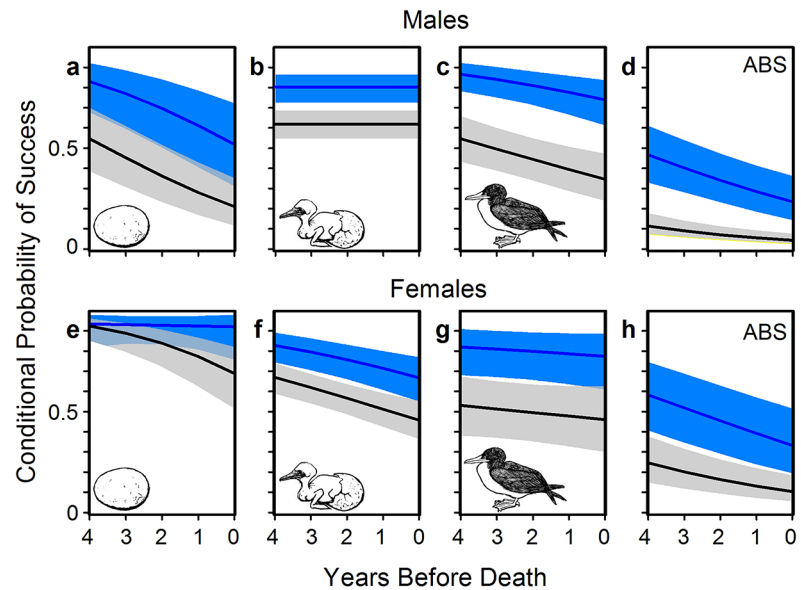 Males
a b c d ABS
0.5
0
Females
e f g h ABS
0.5
0
4 3 2 1 0 4 3 2 1 0 4 3 2 1 0 4 3 2 1 0
Years Before Death
Conditional Probability of Success